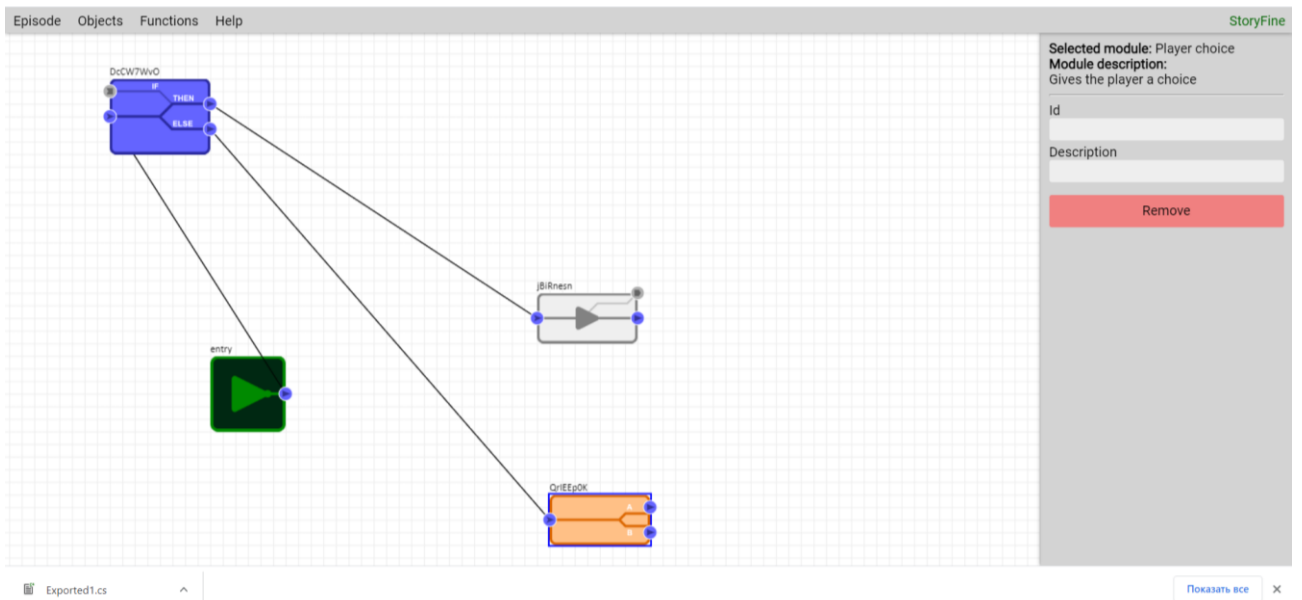 Episode Objects Functions Help StoryFine
Selected module: Player choice
Module description:
Gives the player a choice
Id
Description
Remove
DcCW7WvO
IF
THEN
ELSE
jBiRnesn
entry
QrIEEp0K
A
B
Exported1.cs
Показать все